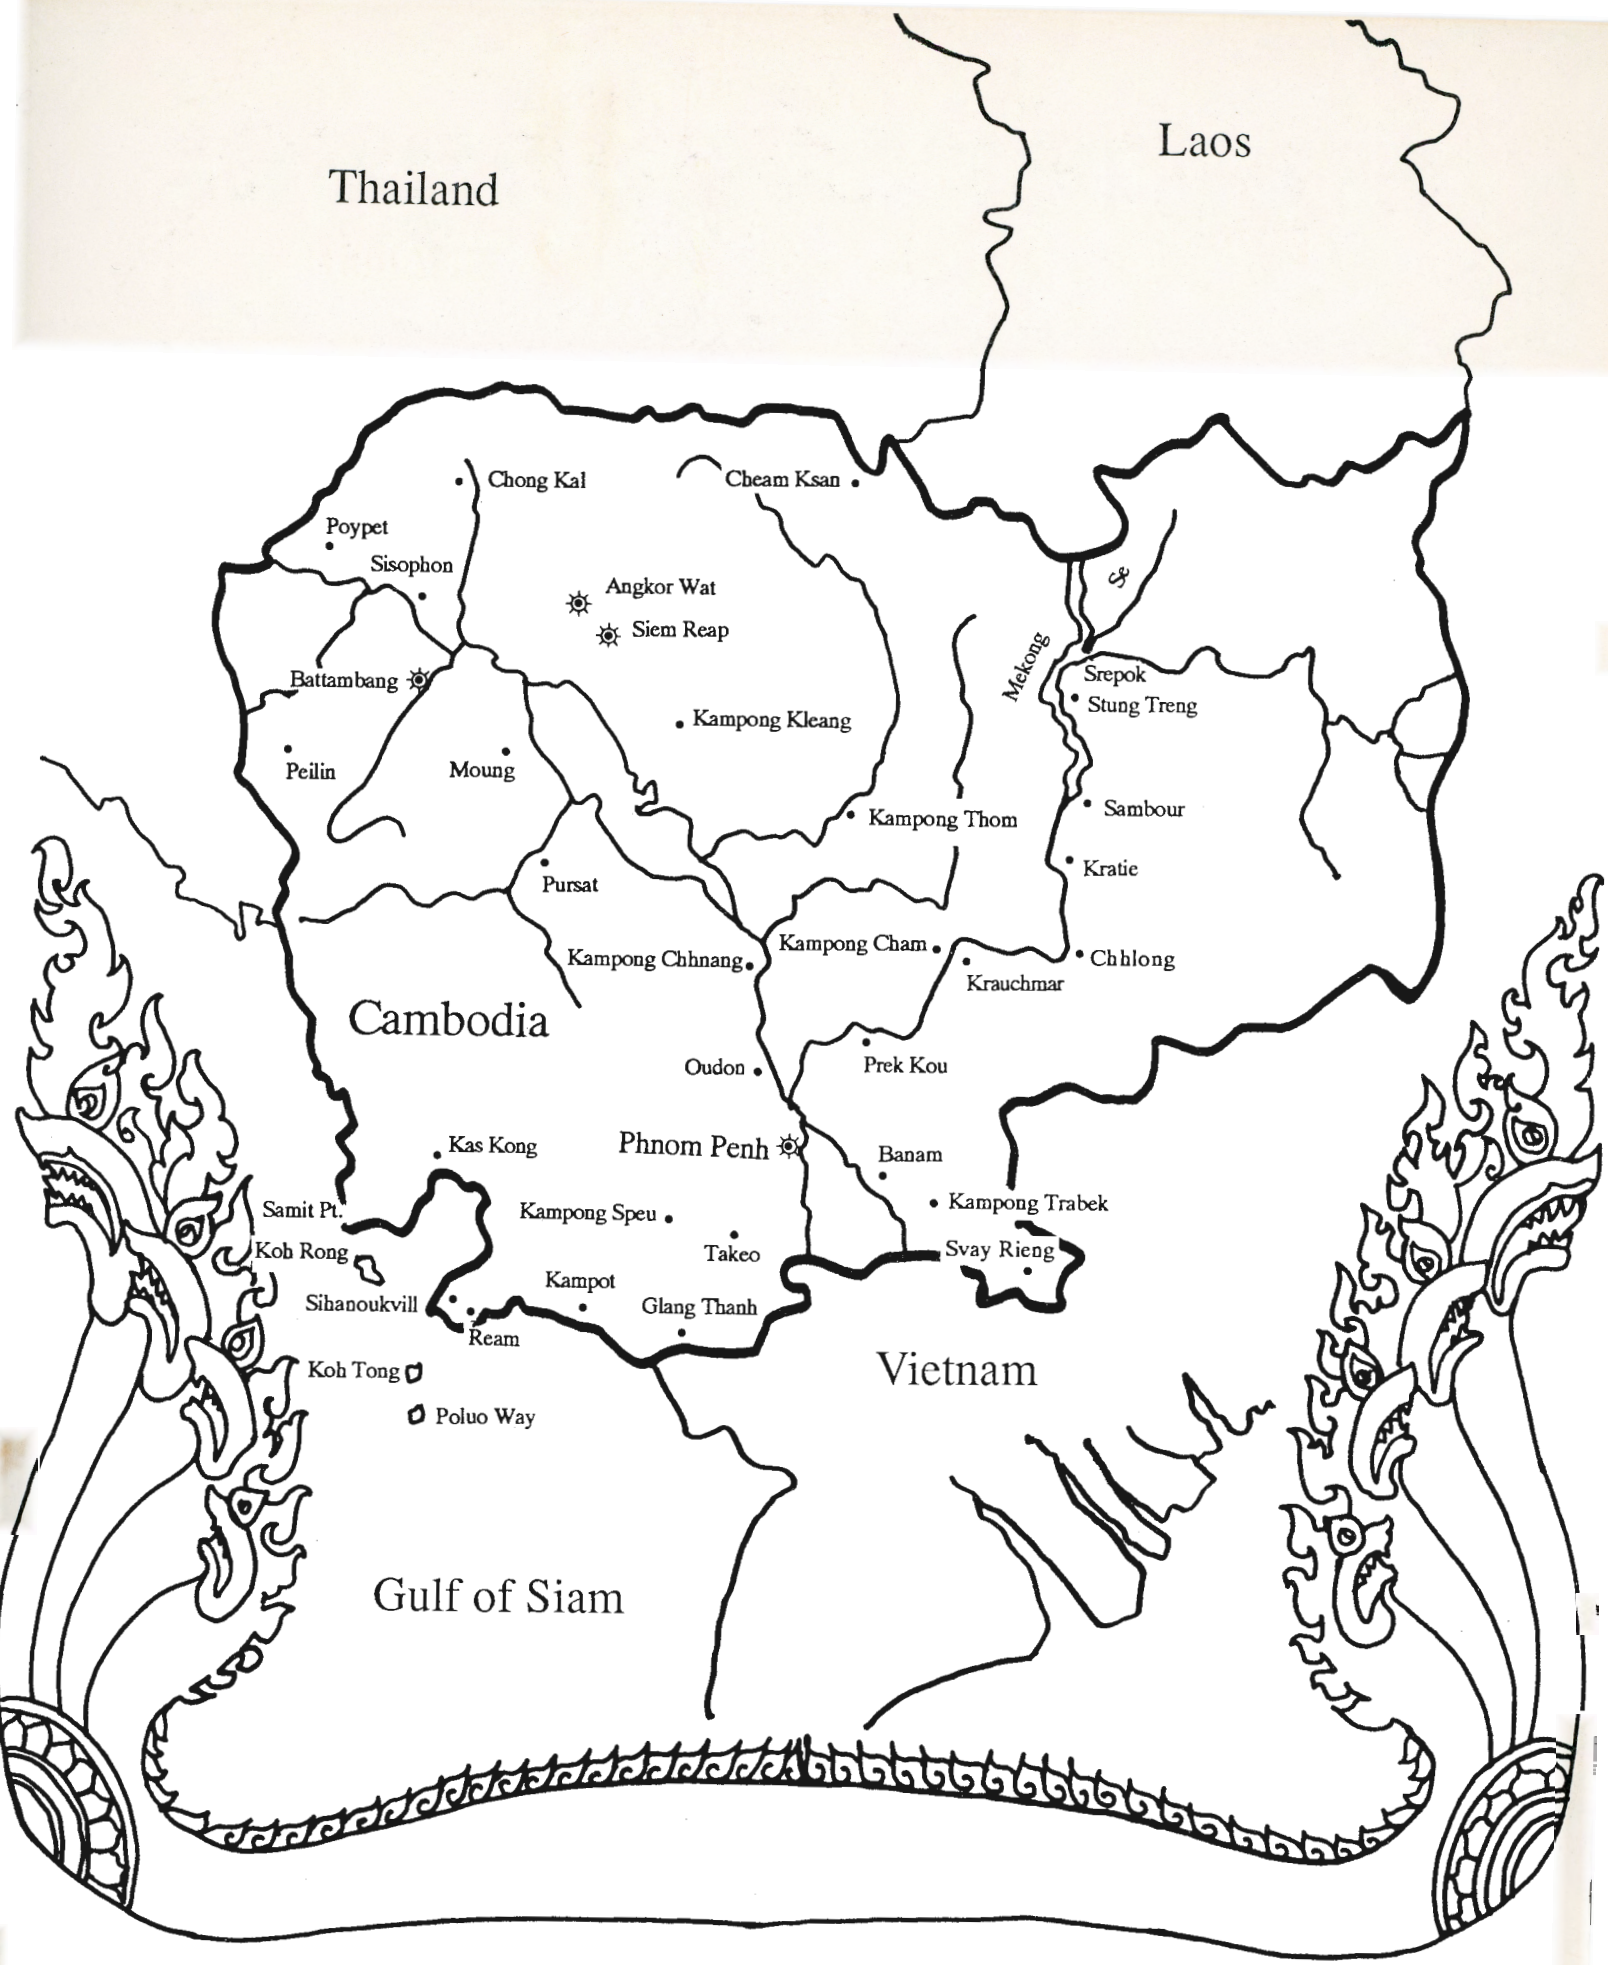 Laos
Thailand
Chong Kal
Cheam Ksan
Poypet
Sisophon
Se
Angkor Wat
Siem Reap
Mekong
Battambang
Srepok
Stung Treng
Kampong Kleang
Peilin
Moung
Sambour
Kampong Thom
Kratie
Pursat
Kampong Cham
Kampong Chhnang
Chhlong
Krauchmar
Cambodia
Oudon
Prek Kou
Kas Kong
Phnom Penh
Banam
Samit Pt.
Kampong Speu
Kampong Trabek
Koh Rong
Takeo
Svay Rieng
Kampot
Sihanoukvill
Glang Thanh
Ream
Koh Tong
Vietnam
Poluo Way
Gulf of Siam